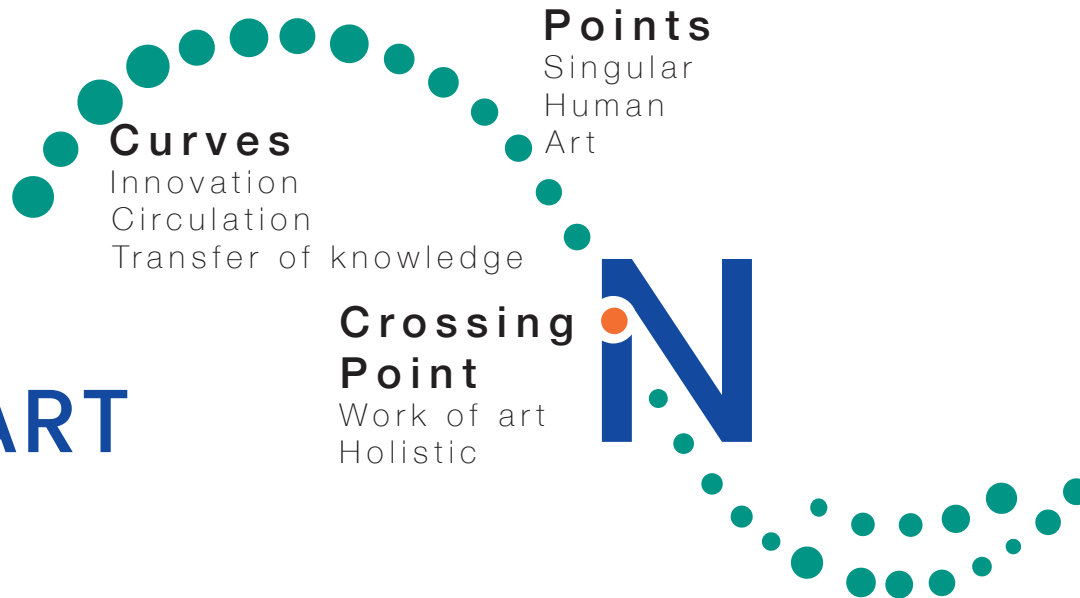 Points
Singular
Human
Art
Curves
Innovation
Circulation
Transfer of knowledge
N
Crossing
Point
Work of art
Holistic
ART